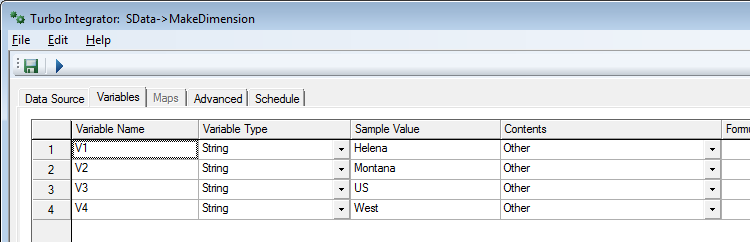 Turbo Integrator: SData->MakeDimension
File Edit Help
Data Source Variables Maps Advanced Schedule
Variable Name Variable Type Sample Value Contents Formu
1 V1 String Helena Other
2 V2 String Montana Other
3 V3 String US Other
4 V4 String West Other